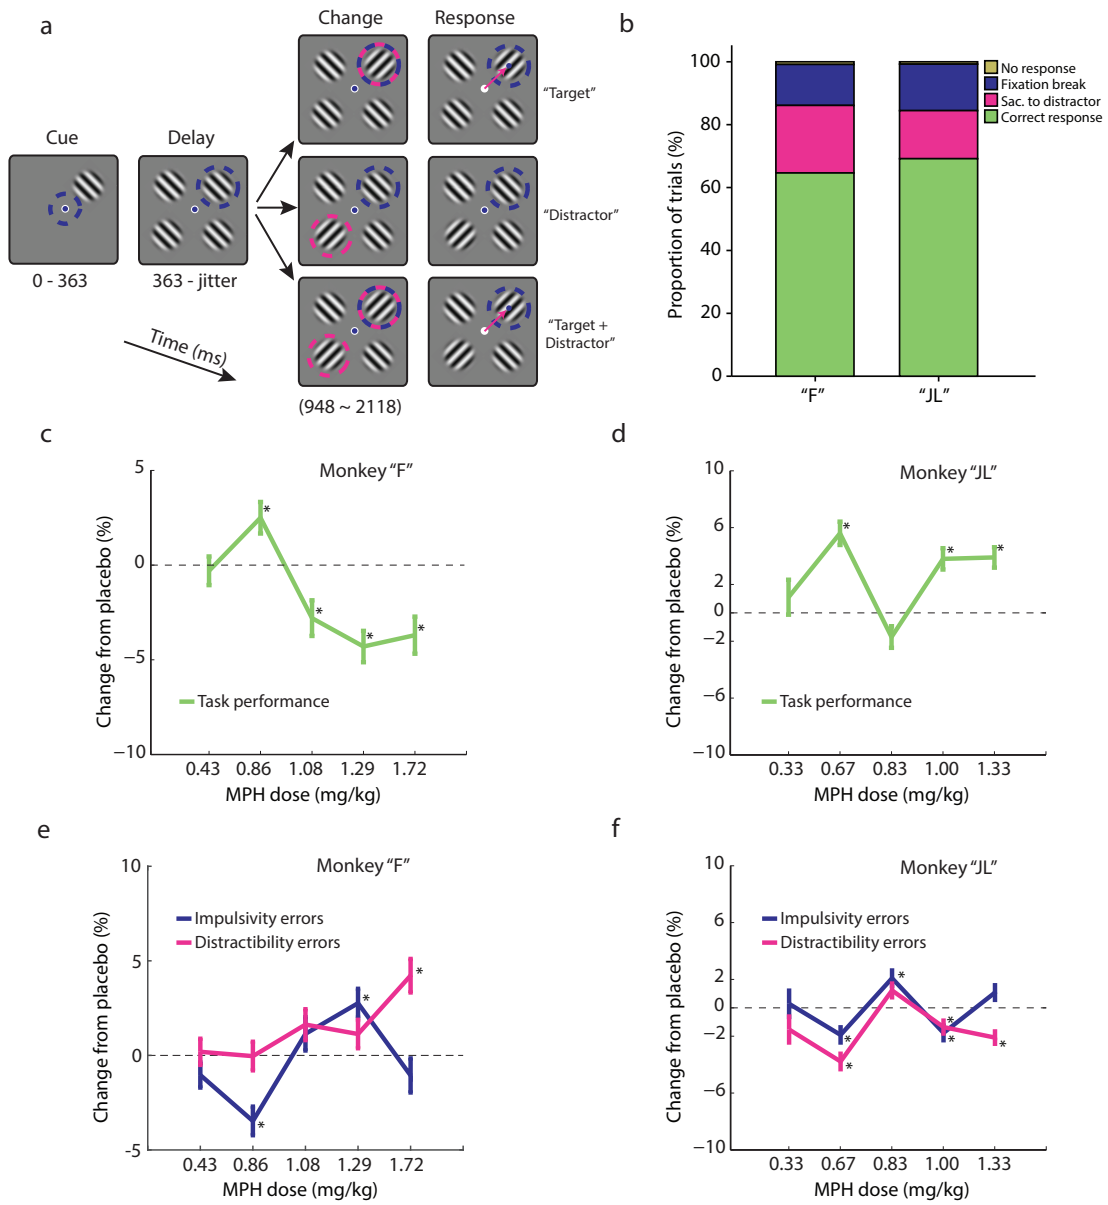 a
Change
Response
Cue
Delay
0 - 363
363 - jitter
Time (ms)
(948 ~ 2118)
“Target”
“Distractor”
“Target +
Distractor”
b
Proportion of trials (%)
100
80
60
40
20
0
“F”
“JL”
No response
Fixation break
Sac. to distractor
Correct response
c
Monkey “F”
Change from placebo (%)
5
0
−5
−10
* * * *
Task performance
0.43 0.86 1.08 1.29 1.72
MPH dose (mg/kg)
d
Monkey “JL”
Change from placebo (%)
10
6
2
0
−2
−6
−10
* * *
Task performance
0.33 0.67 0.83 1.00 1.33
MPH dose (mg/kg)
e
Monkey “F”
Change from placebo (%)
10
5
0
-5
Impulsivity errors
Distractibility errors
* * *
0.43 0.86 1.08 1.29 1.72
MPH dose (mg/kg)
f
Monkey “JL”
Change from placebo (%)
10
6
2
0
−2
−6
−10
Impulsivity errors
Distractibility errors
* * * * * *
0.33 0.67 0.83 1.00 1.33
MPH dose (mg/kg)